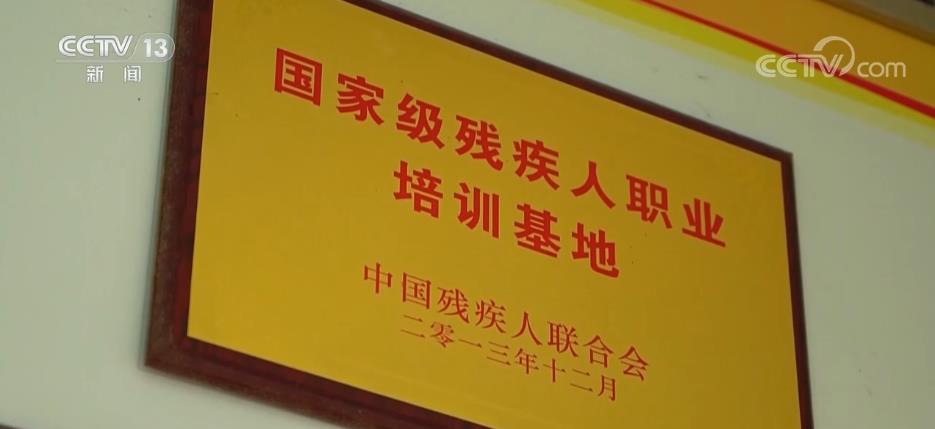 CCTV 13
新闻
CCTV.com
国家级残疾人职业
培训基地
中国残疾人联合会
二零一三年十二月